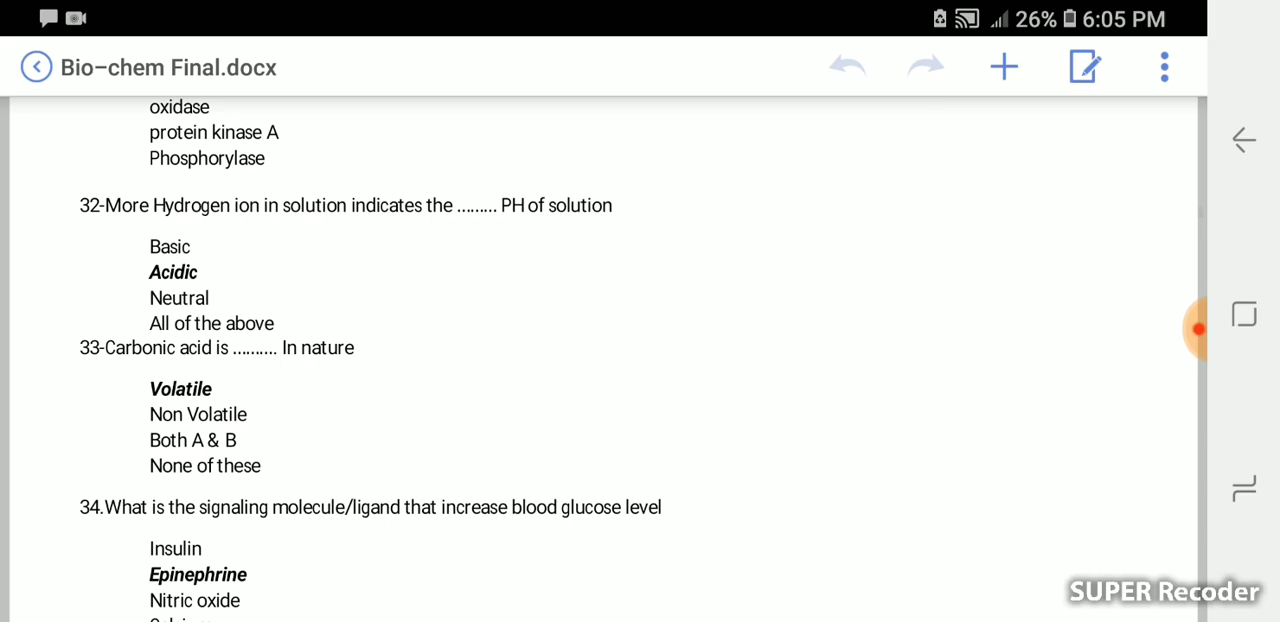 26% 6:05 PM
Bio-chem Final.docx
oxidase
protein kinase A
Phosphorylase
32-More Hydrogen ion in solution indicates the ......... PH of solution
Basic
Acidic
Neutral
All of the above
33-Carbonic acid is .......... In nature
Volatile
Non Volatile
Both A & B
None of these
34.What is the signaling molecule/ligand that increase blood glucose level
Insulin
Epinephrine
Nitric oxide
SUPER Recoder